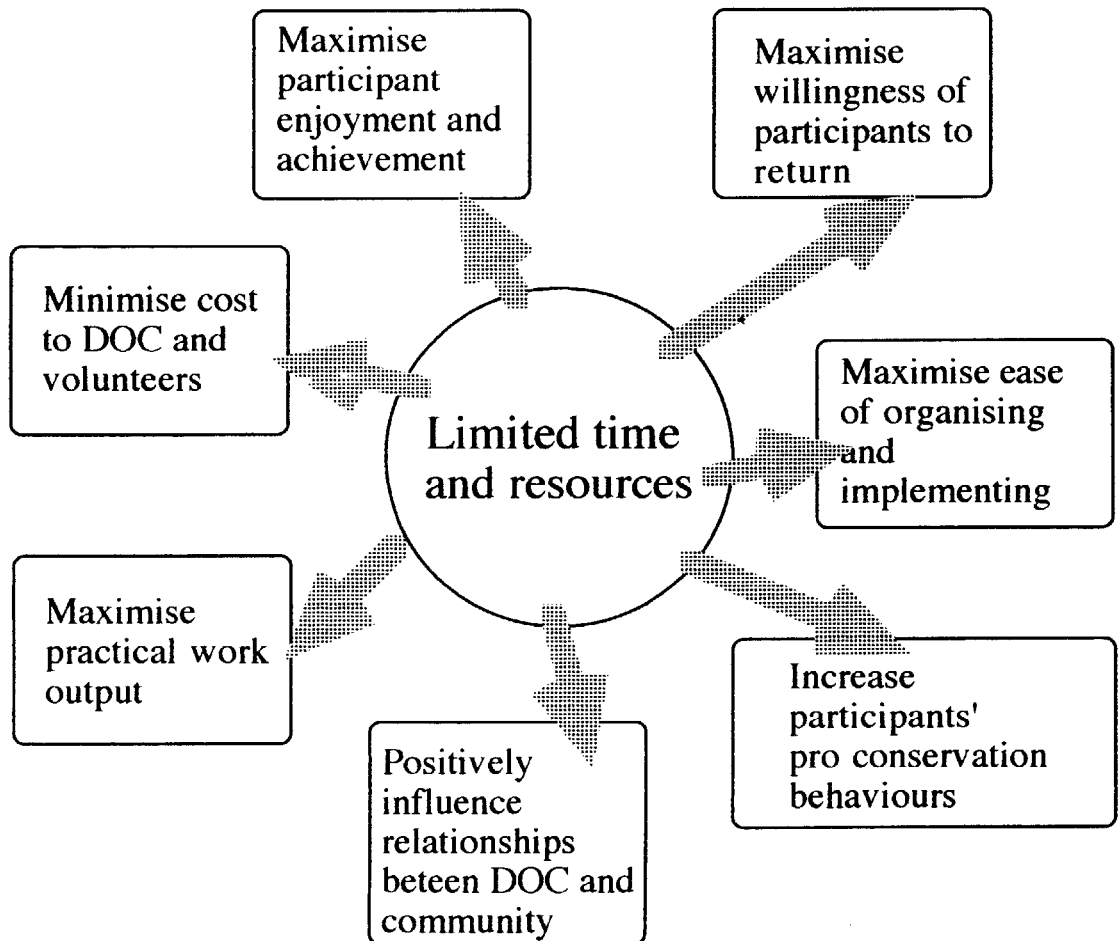 Maximise
participant
enjoyment and
achievement
Maximise
willingness of
participants to
return
Minimise cost
to DOC and
volunteers
Limited time
and resources
Maximise ease
of organising
and
implementing
Maximise
practical work
output
Positively
influence
relationships
beteen DOC and
community
Increase
participants'
pro conservation
behaviours